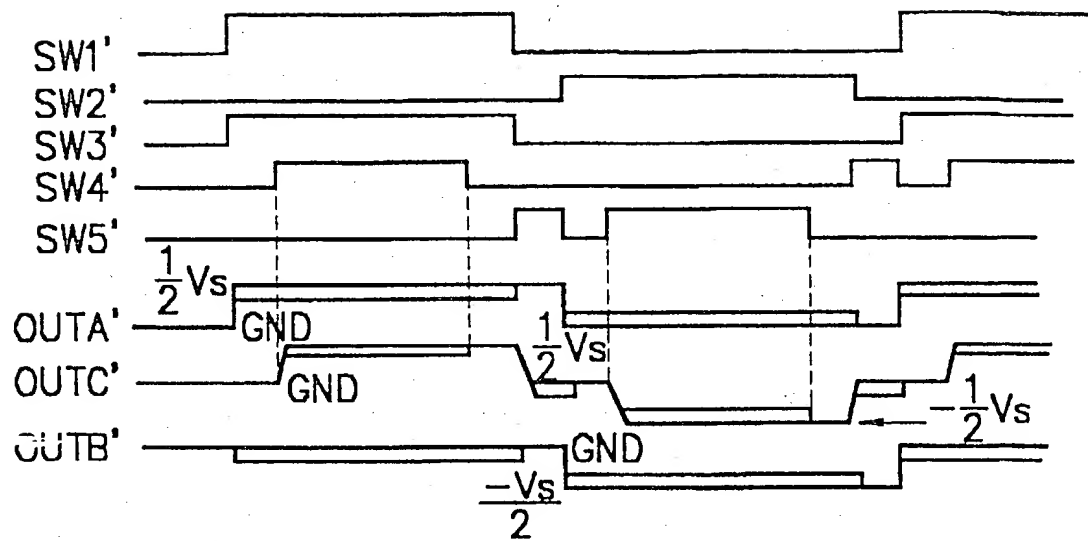 SW1'
SW2'
SW3'
SW4'
SW5'
1/2 Vs
OUTA'
GND
1/2 Vs
OUTC'
GND
-1/2 Vs
OUTB'
GND
-Vs/2